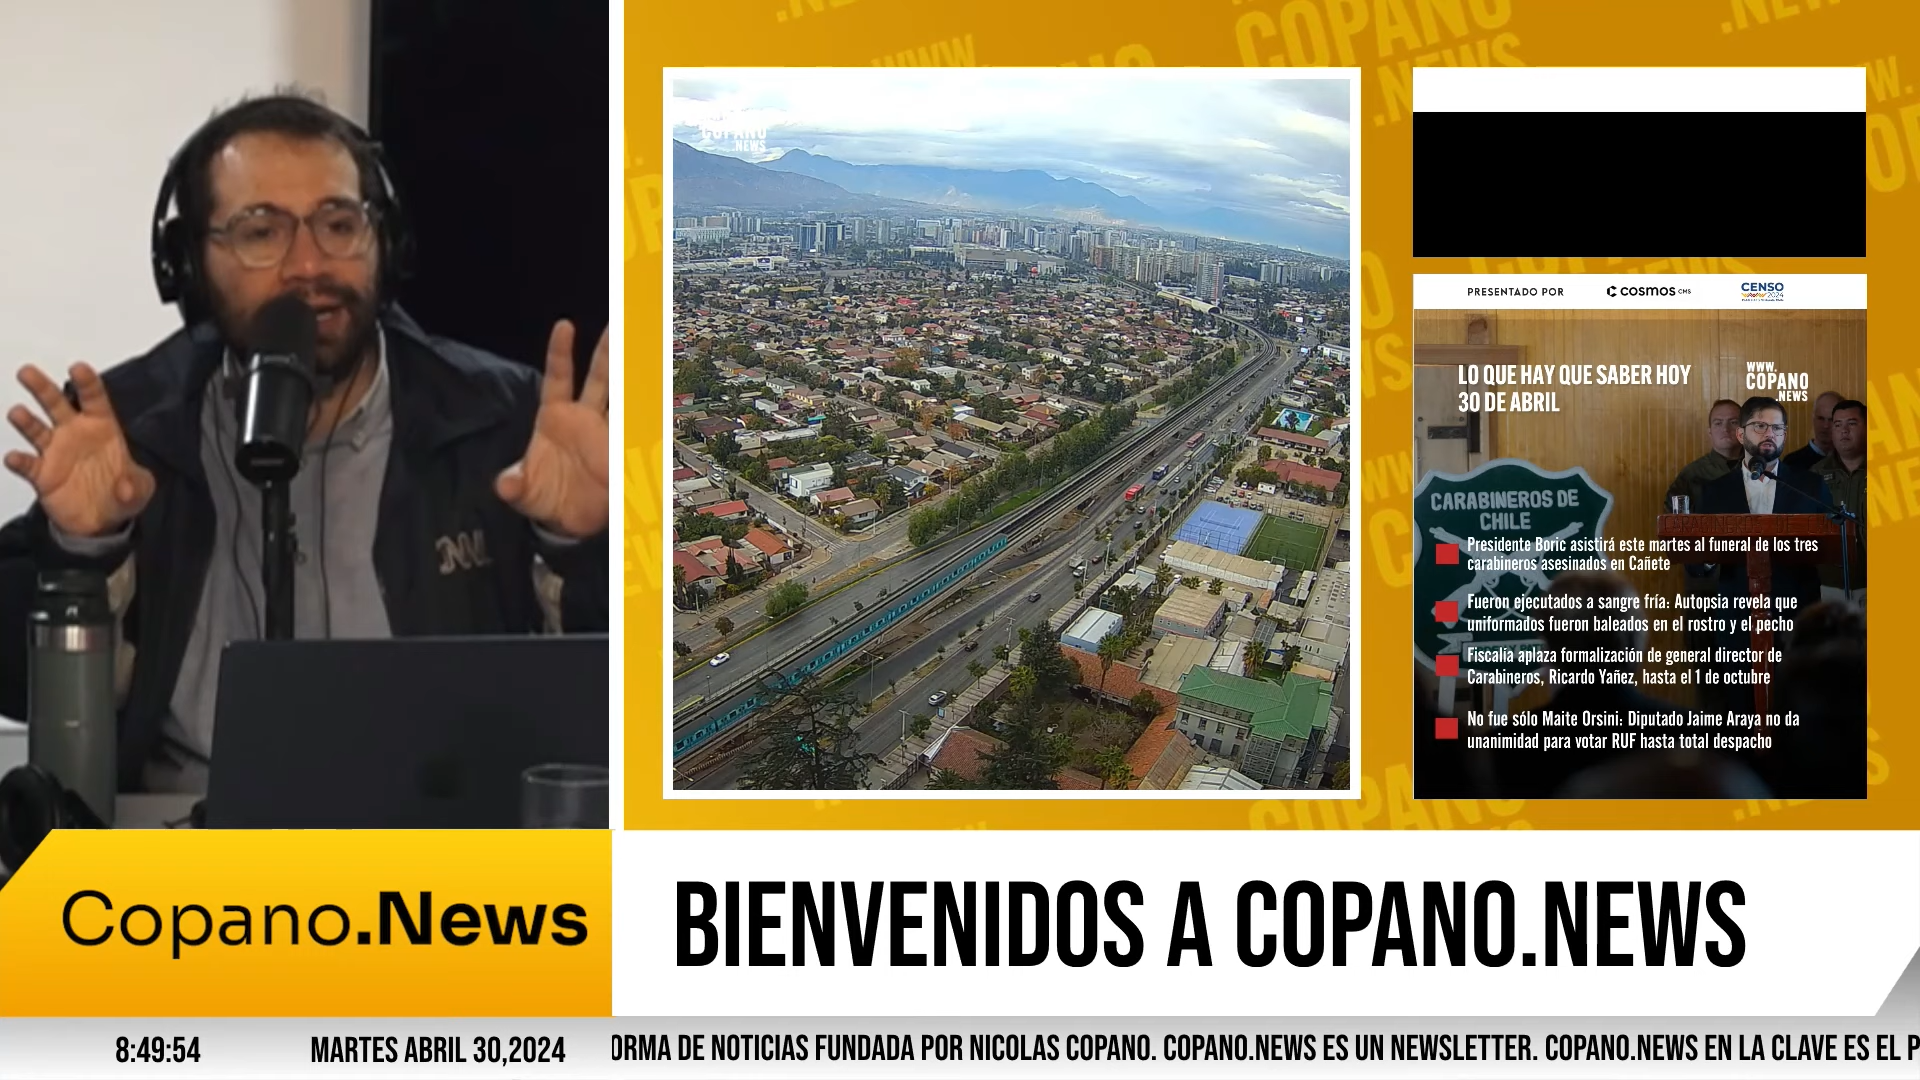 COPANO
.NEWS
PRESENTADO POR
COSMOS CMS
CENSO
2024
LO QUE HAY QUE SABER HOY
30 DE ABRIL
WWW.
COPANO
.NEWS
CARABINEROS DE
CHILE
Presidente Boric asistirá este martes al funeral de los tres
carabineros asesinados en Cañete
Fueron ejecutados a sangre fría: Autopsia revela que
uniformados fueron baleados en el rostro y el pecho
Fiscalía aplaza formalización de general director de
Carabineros, Ricardo Yañez, hasta el 1 de octubre
No fue sólo Maite Orsini: Diputado Jaime Araya no da
unanimidad para votar RUF hasta total despacho
Copano.News
BIENVENIDOS A COPANO.NEWS
8:49:54
MARTES ABRIL 30,2024
ORMA DE NOTICIAS FUNDADA POR NICOLAS COPANO. COPANO.NEWS ES UN NEWSLETTER. COPANO.NEWS EN LA CLAVE ES EL P